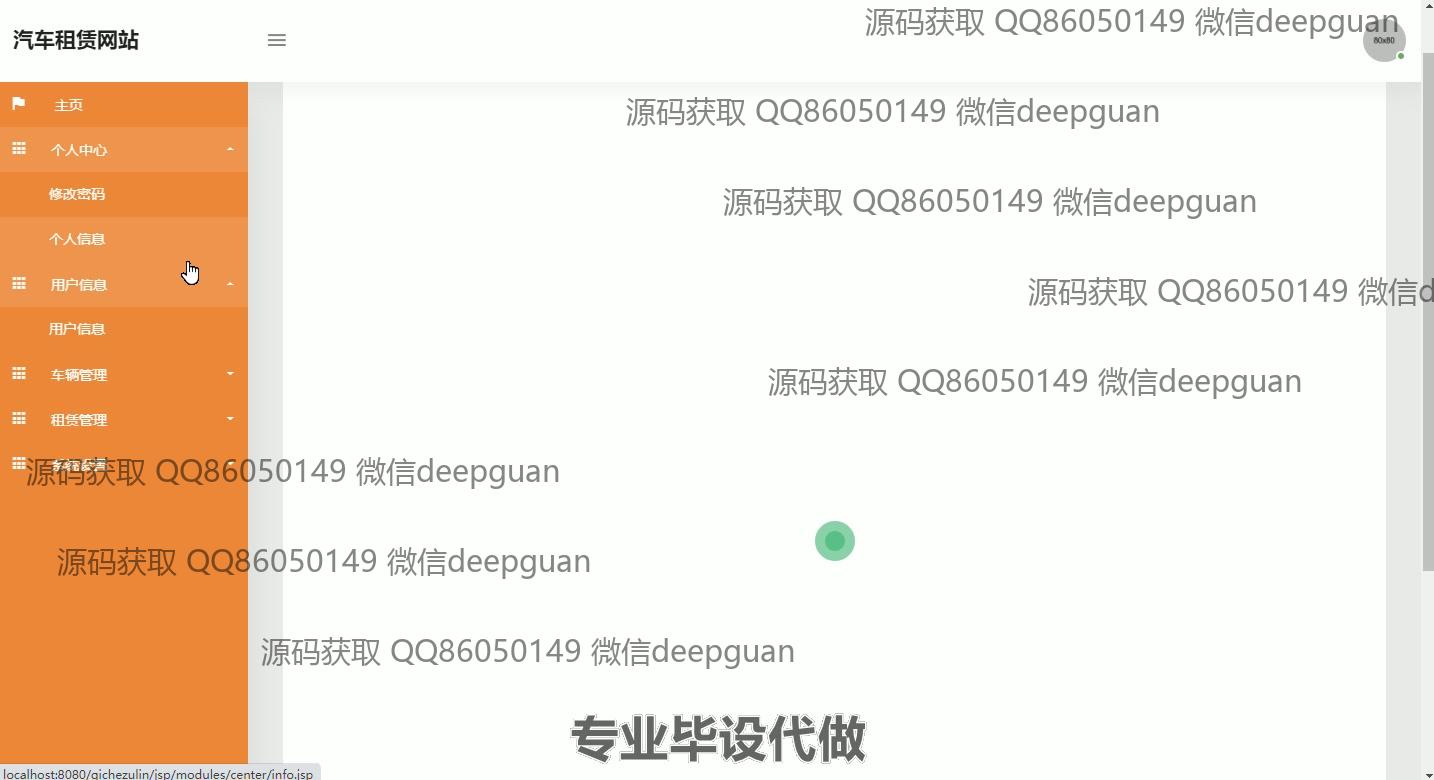 汽车租赁网站
源码获取 QQ86050149 微信deepguan
80x80
主页
源码获取 QQ86050149 微信deepguan
个人中心
修改密码
源码获取 QQ86050149 微信deepguan
个人信息
用户信息
源码获取 QQ86050149 微信d
用户信息
车辆管理
源码获取 QQ86050149 微信deepguan
租赁管理
源码获取 QQ86050149 微信deepguan
源码获取 QQ86050149 微信deepguan
源码获取 QQ86050149 微信deepguan
专业毕设代做
localhost:8080/qichezulin/jsp/modules/center/info.jsp